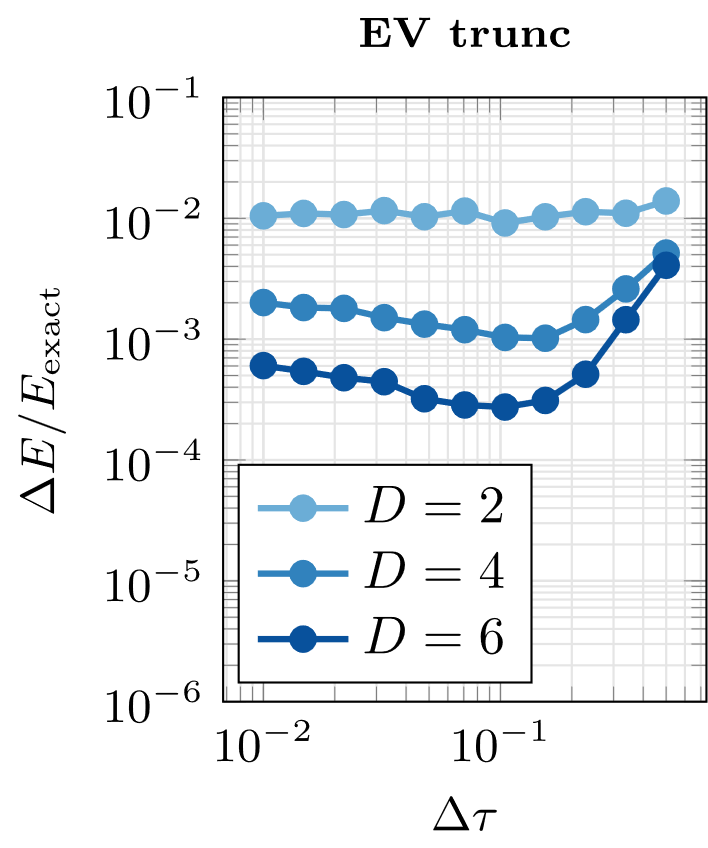 EV trunc
10⁻¹
10⁻²
10⁻³
10⁻⁴
10⁻⁵
10⁻⁶
ΔE/E_exact
D = 2
D = 4
D = 6
10⁻² 10⁻¹
Δτ